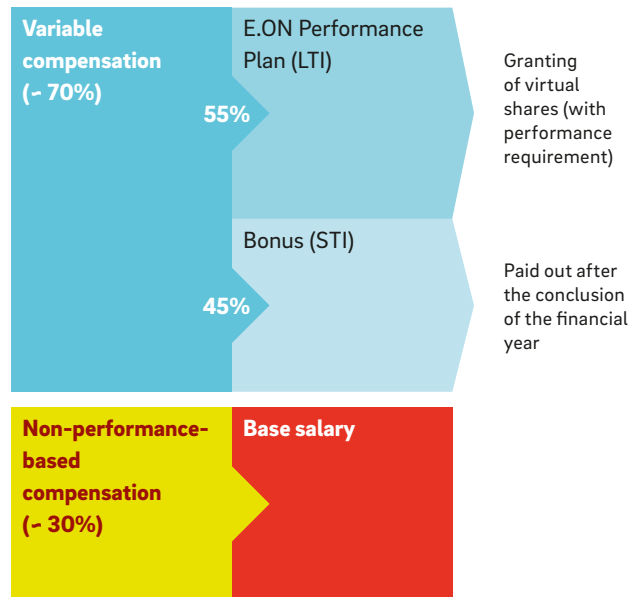 Variable
compensation
(~ 70%)
E.ON Performance
Plan (LTI)
55%
Granting
of virtual
shares (with
performance
requirement)
Bonus (STI)
45%
Paid out after
the conclusion
of the financial
year
Non-performance-
based
compensation
(~ 30%)
Base salary